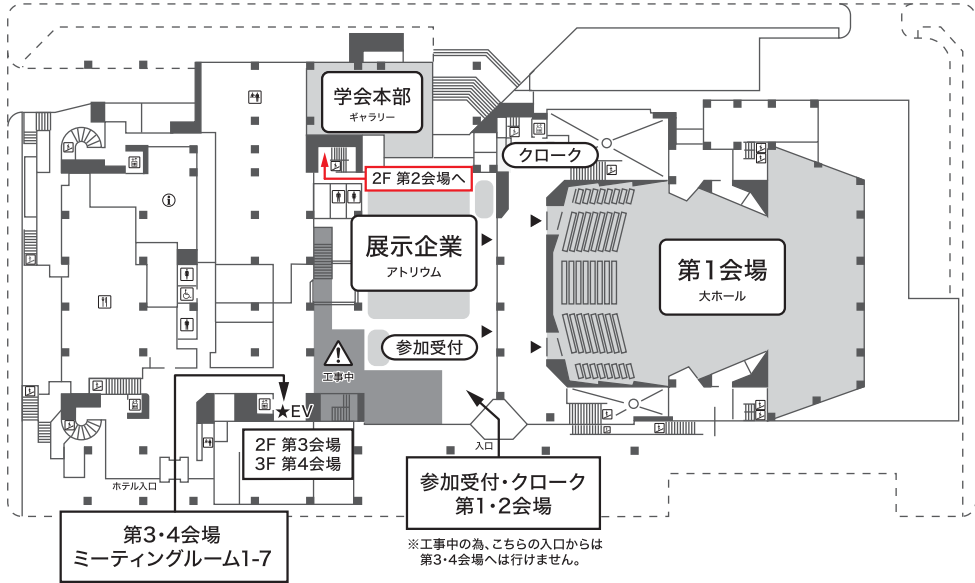 学会本部
ギャラリー
クローク
2F 第2会場へ
展示企業
アトリウム
第1会場
大ホール
参加受付
工事中
★EV
2F 第3会場
3F 第4会場
入口
ホテル入口
参加受付・クローク
第1・2会場
第3・4会場
ミーティングルーム1-7
※工事中の為、こちらの入口からは
第3・4会場へは行けません。